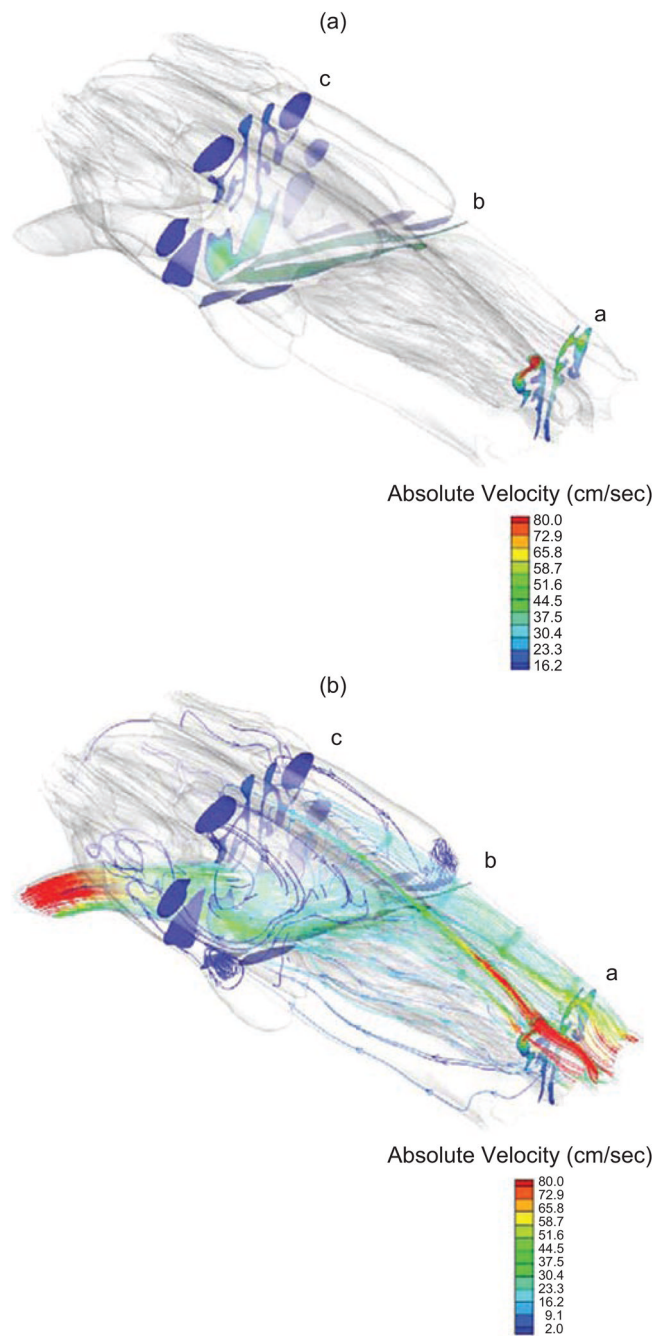 (a)
c
b
a
Absolute Velocity (cm/sec)
80.0
72.9
65.8
58.7
51.6
44.5
37.5
30.4
23.3
16.2
(b)
c
b
a
Absolute Velocity (cm/sec)
80.0
72.9
65.8
58.7
51.6
44.5
37.5
30.4
23.3
16.2
9.1
2.0